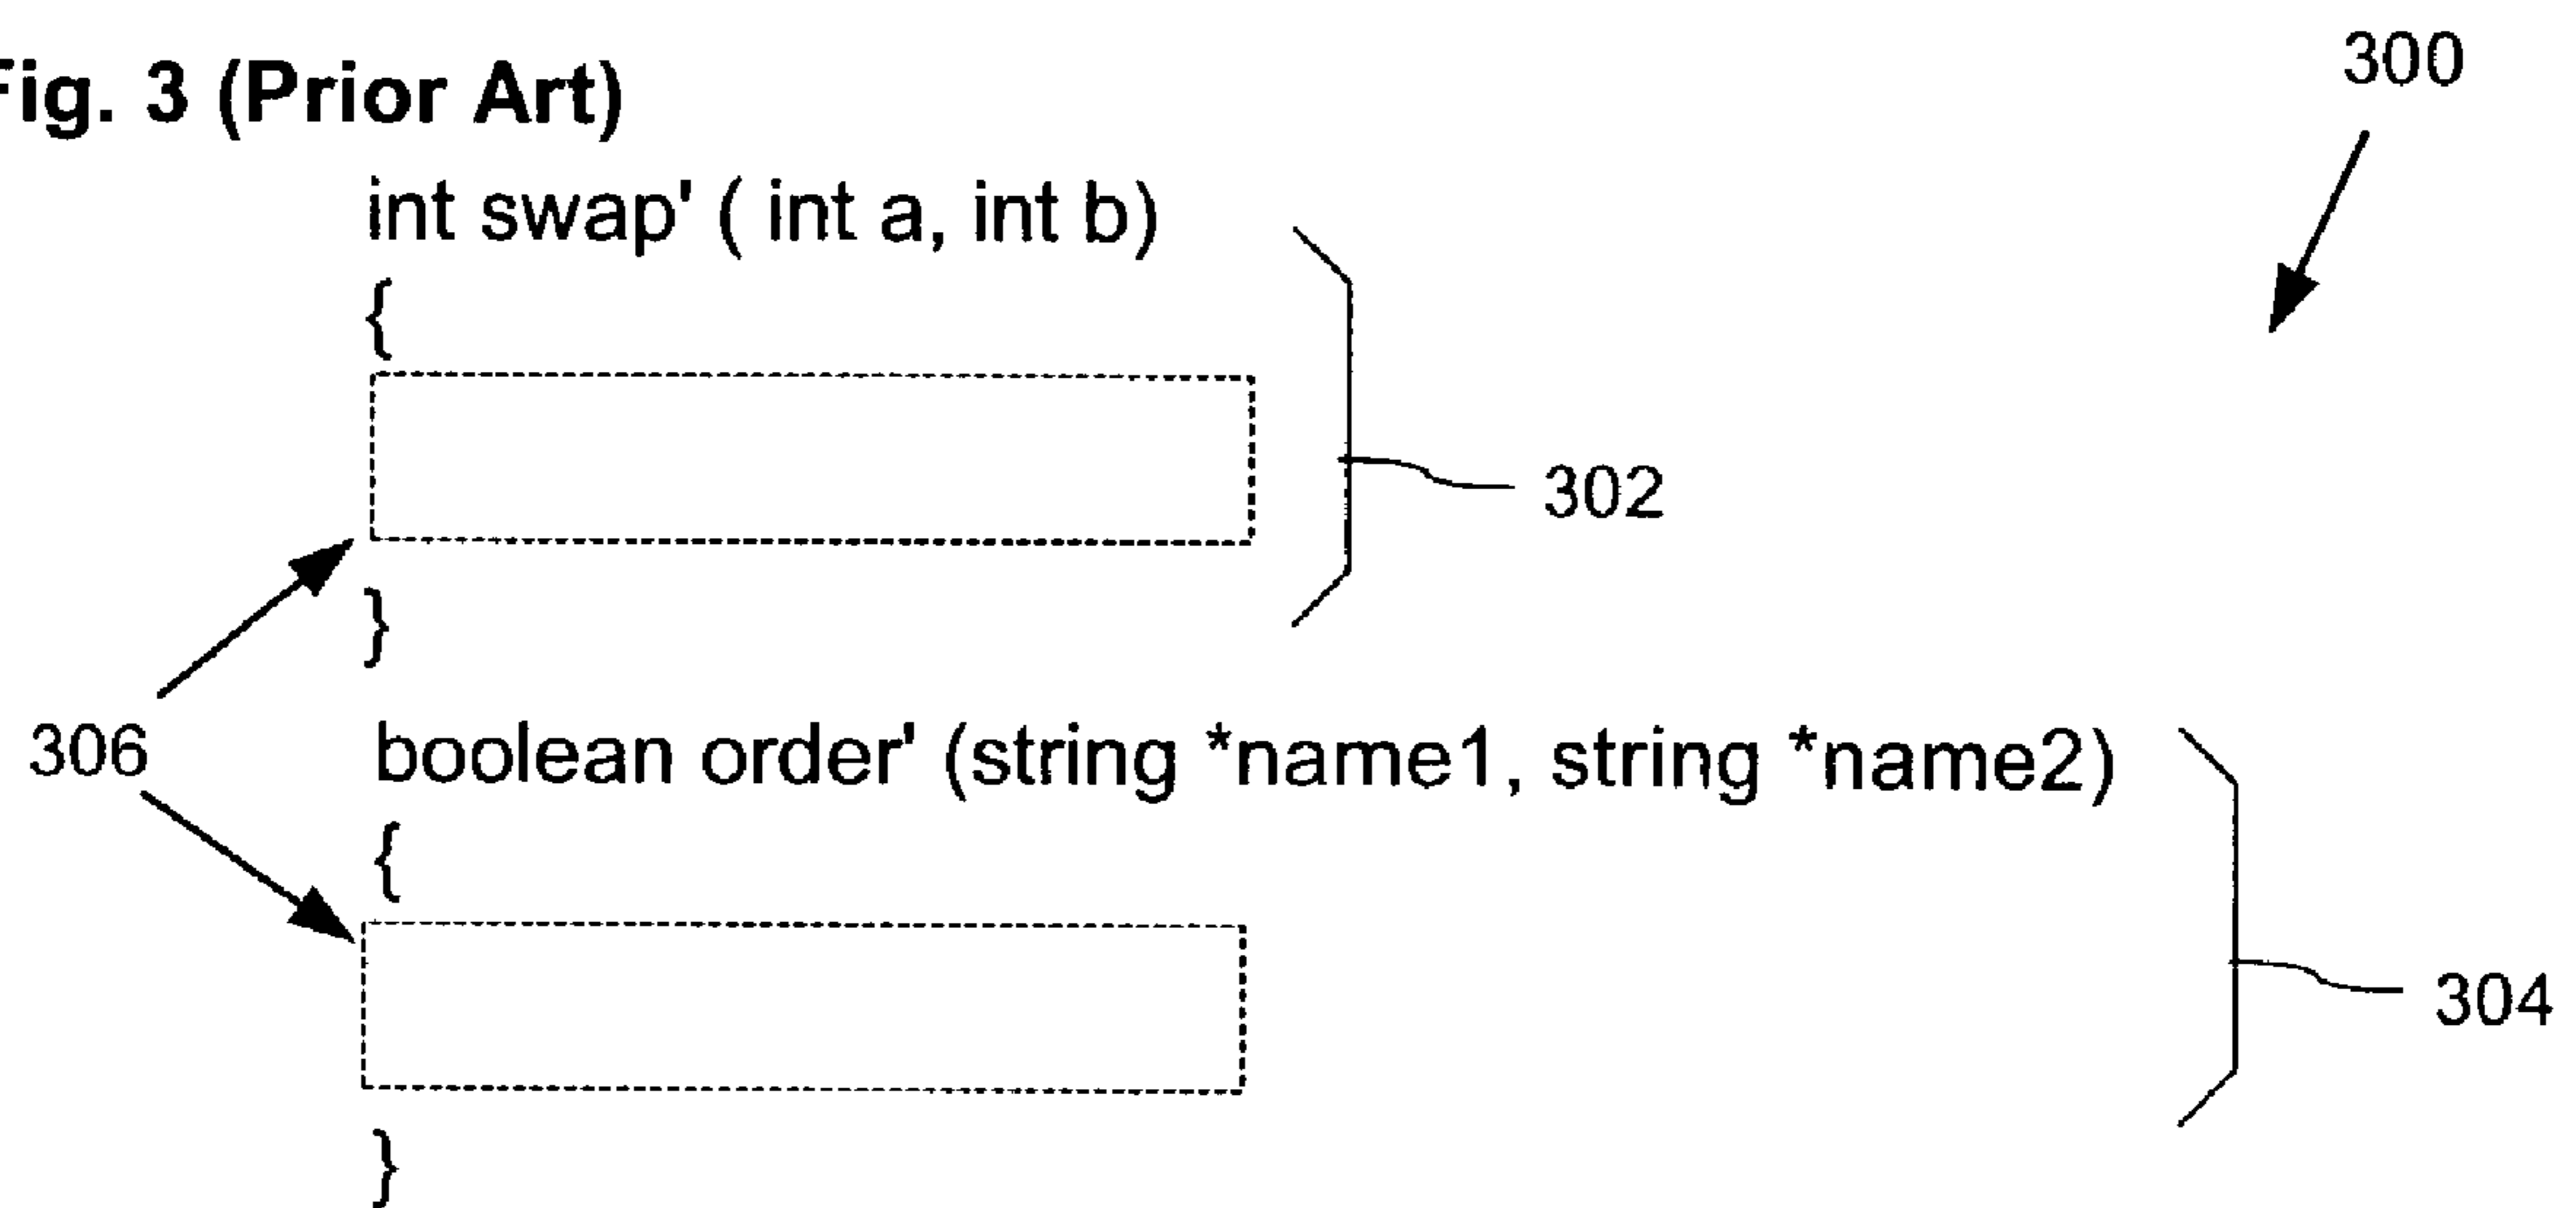 Fig. 3 (Prior Art)
300
int swap' ( int a, int b)
{
302
}
306
boolean order' (string *name1, string *name2)
{
304
}